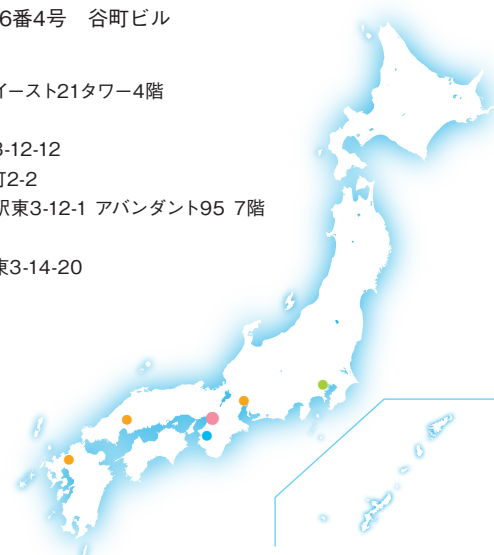 6番4号　谷町ビル
イースト21タワー4階
3-12-12
町2-2
駅東3-12-1 アバンダント95 7階
東3-14-20